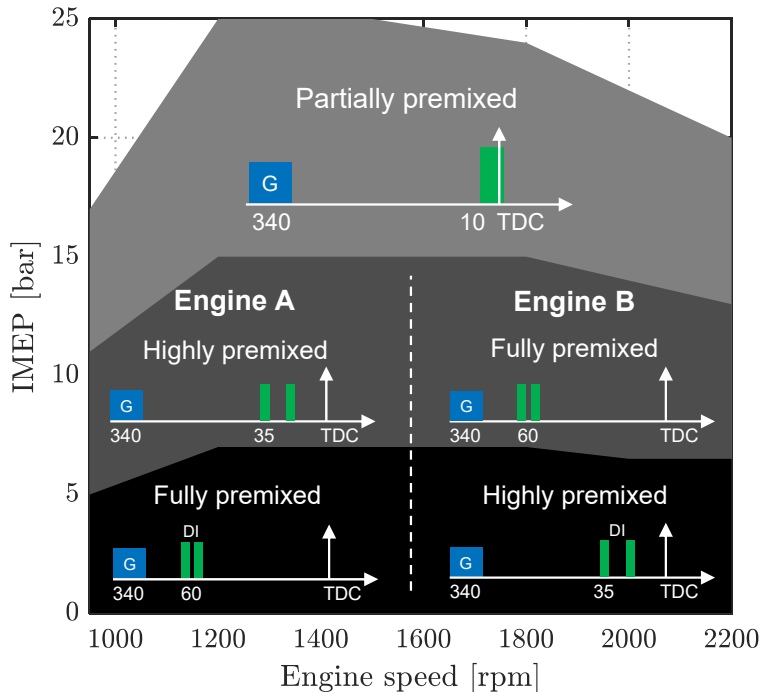 25
20
15
10
5
0
IMEP [bar]
Partially premixed
G
340
10 TDC
Engine A
Highly premixed
G
340
35
TDC
Engine B
Fully premixed
G
340
60
TDC
Fully premixed
DI
G
340
60
TDC
Highly premixed
DI
G
340
35
TDC
1000 1200 1400 1600 1800 2000 2200
Engine speed [rpm]